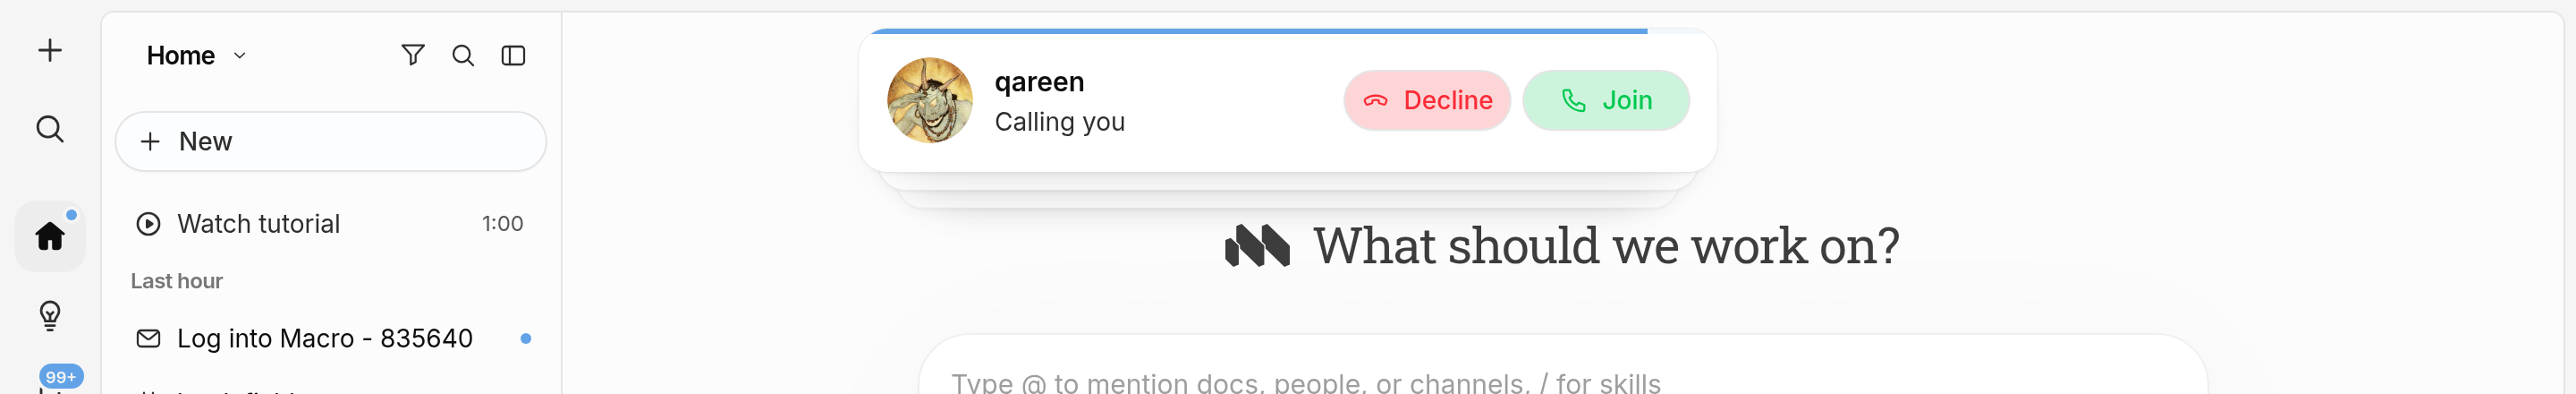 Home
New
Watch tutorial 1:00
Last hour
Log into Macro - 835640
99+
qareen
Calling you
Decline
Join
What should we work on?
Type @ to mention docs, people, or channels, / for skills